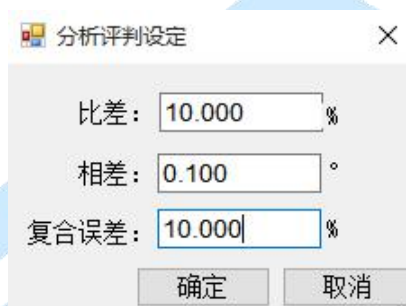 分析评判设定
比差： 10.000 %
相差： 0.100 °
复合误差： 10.000 %
确定 取消